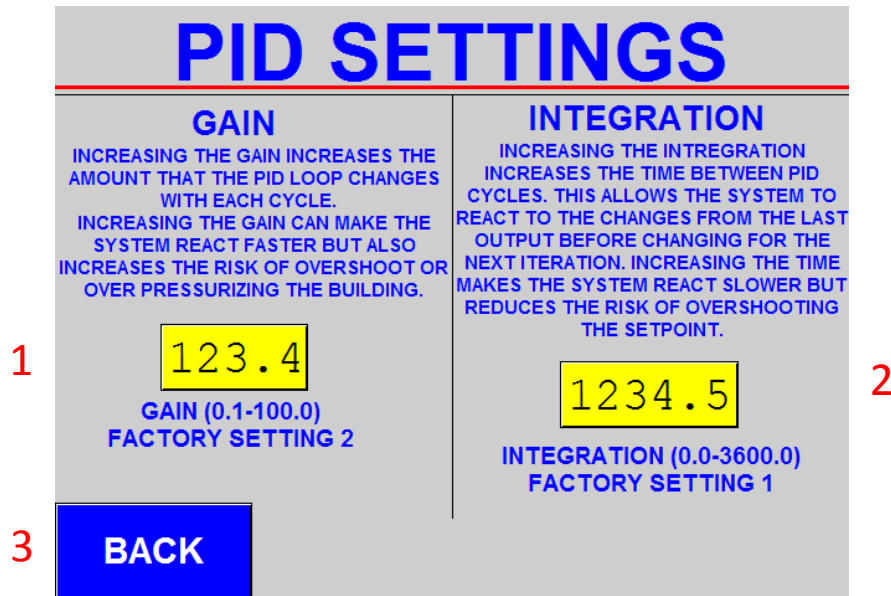 PID SETTINGS
GAIN
INCREASING THE GAIN INCREASES THE
AMOUNT THAT THE PID LOOP CHANGES
WITH EACH CYCLE.
INCREASING THE GAIN CAN MAKE THE
SYSTEM REACT FASTER BUT ALSO
INCREASES THE RISK OF OVERSHOOT OR
OVER PRESSURIZING THE BUILDING.
1
123.4
GAIN (0.1-100.0)
FACTORY SETTING 2
INTEGRATION
INCREASING THE INTREGRATION
INCREASES THE TIME BETWEEN PID
CYCLES. THIS ALLOWS THE SYSTEM TO
REACT TO THE CHANGES FROM THE LAST
OUTPUT BEFORE CHANGING FOR THE
NEXT ITERATION. INCREASING THE TIME
MAKES THE SYSTEM REACT SLOWER BUT
REDUCES THE RISK OF OVERSHOOTING
THE SETPOINT.
1234.5
2
INTEGRATION (0.0-3600.0)
FACTORY SETTING 1
3
BACK